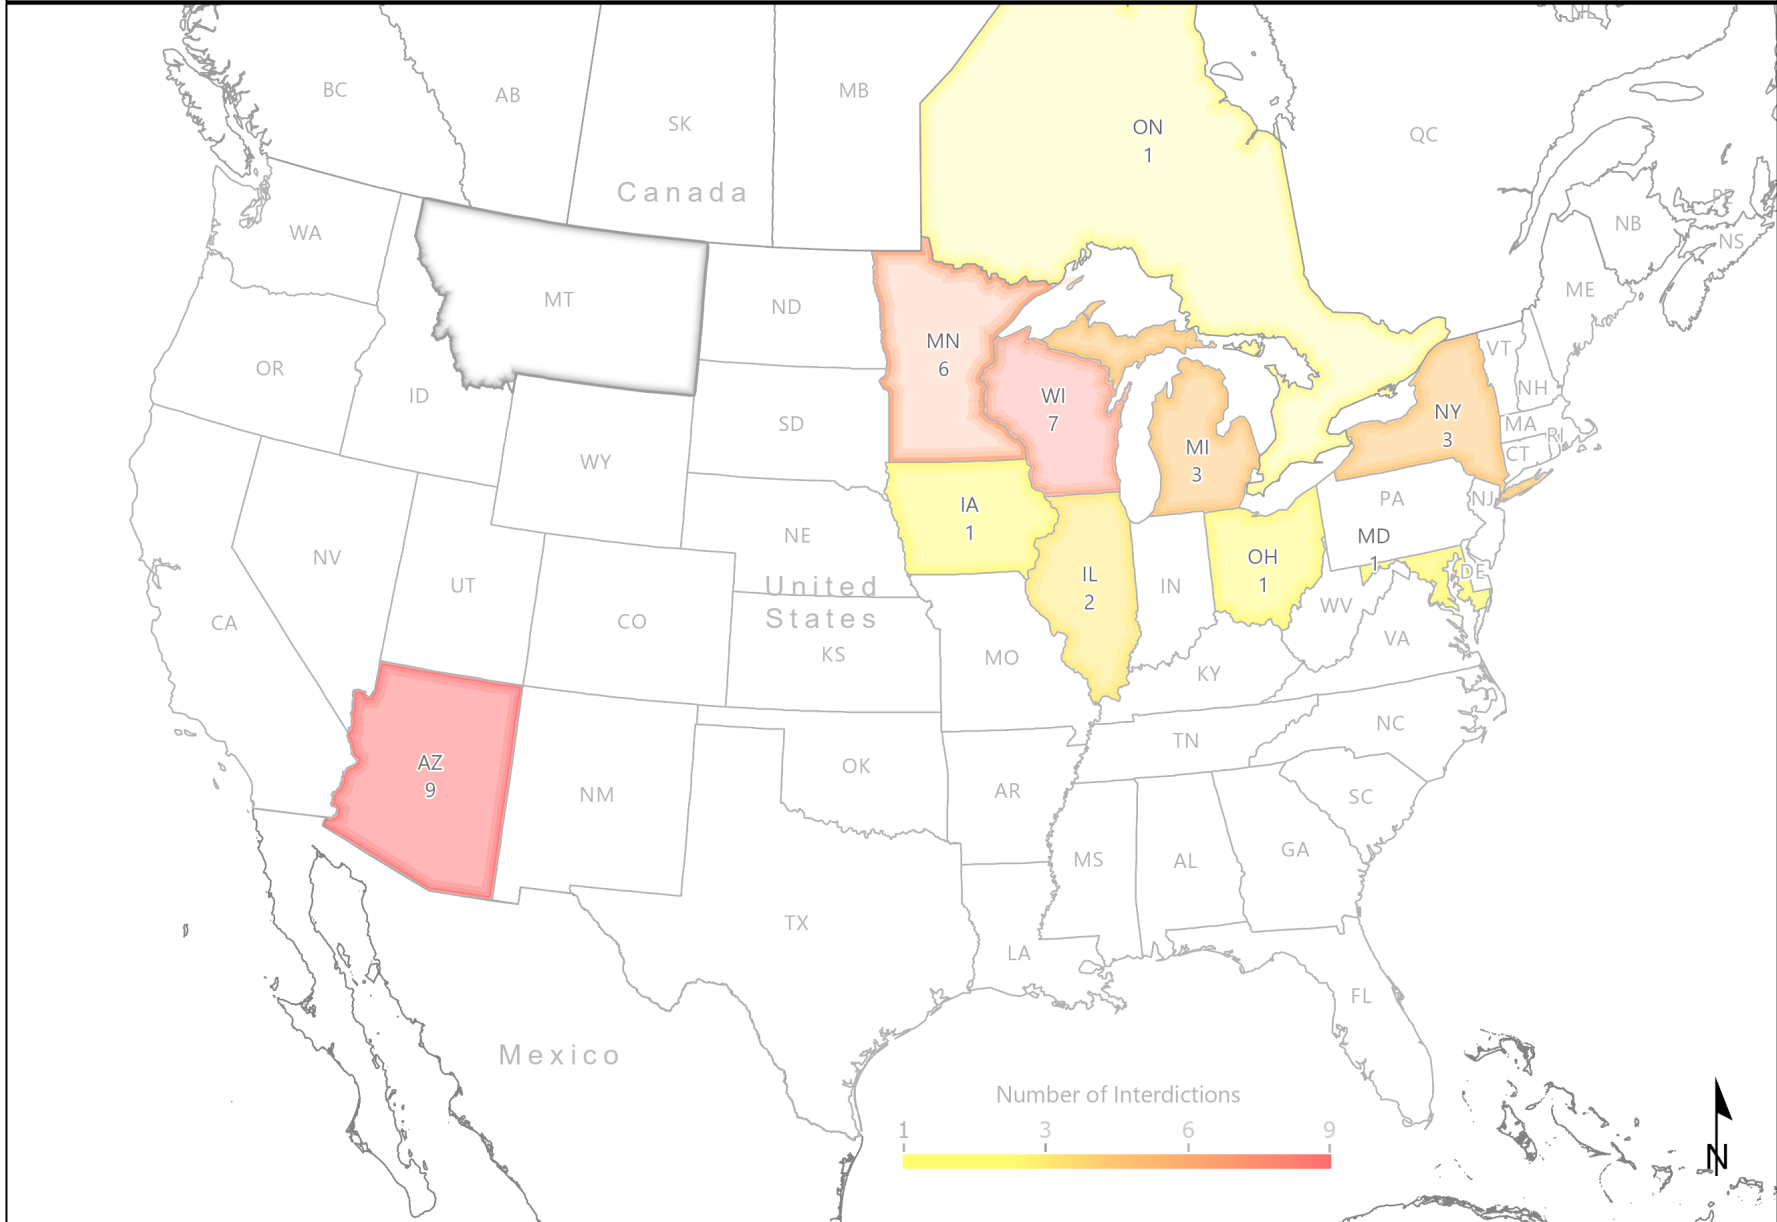 NL
BC
AB
SK
MB
ON
1
QC
Canada
PE
NB
NS
WA
MT
ND
MN
6
ME
OR
ID
SD
WI
7
MI
3
NY
3
VT
NH
MA
RI
CT
WY
NE
IA
1
IL
2
IN
OH
1
PA
NJ
MD
1
DE
NV
UT
CO
United
States
KS
MO
KY
WV
VA
CA
AZ
9
NM
OK
AR
TN
NC
SC
MS
AL
GA
TX
LA
FL
Mexico
Number of Interdictions
1 3 6 9
N